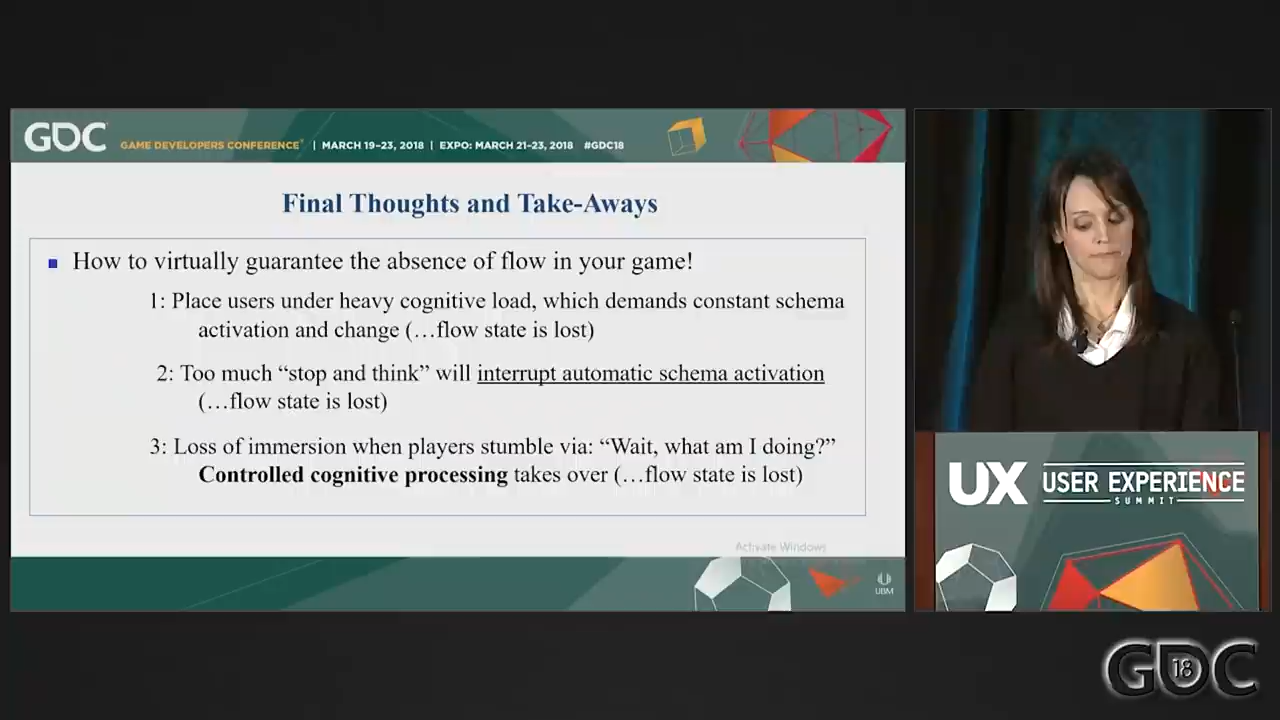 GDC
GAME DEVELOPERS CONFERENCE® | MARCH 19–23, 2018 | EXPO: MARCH 21–23, 2018 #GDC18
Final Thoughts and Take-Aways
How to virtually guarantee the absence of flow in your game!
1: Place users under heavy cognitive load, which demands constant schema
activation and change (…flow state is lost)
2: Too much “stop and think” will interrupt automatic schema activation
(…flow state is lost)
3: Loss of immersion when players stumble via: “Wait, what am I doing?”
Controlled cognitive processing takes over (…flow state is lost)
Activate Windows
UBM
UX USER EXPERIENCE
SUMMIT
GDC 18